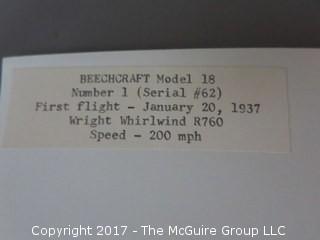 BEECHCRAFT Model 18
Number 1 (Serial #62)
First flight - January 20, 1937
Wright Whirlwind R760
Speed - 200 mph
Copyright 2017 - The McGuire Group LLC